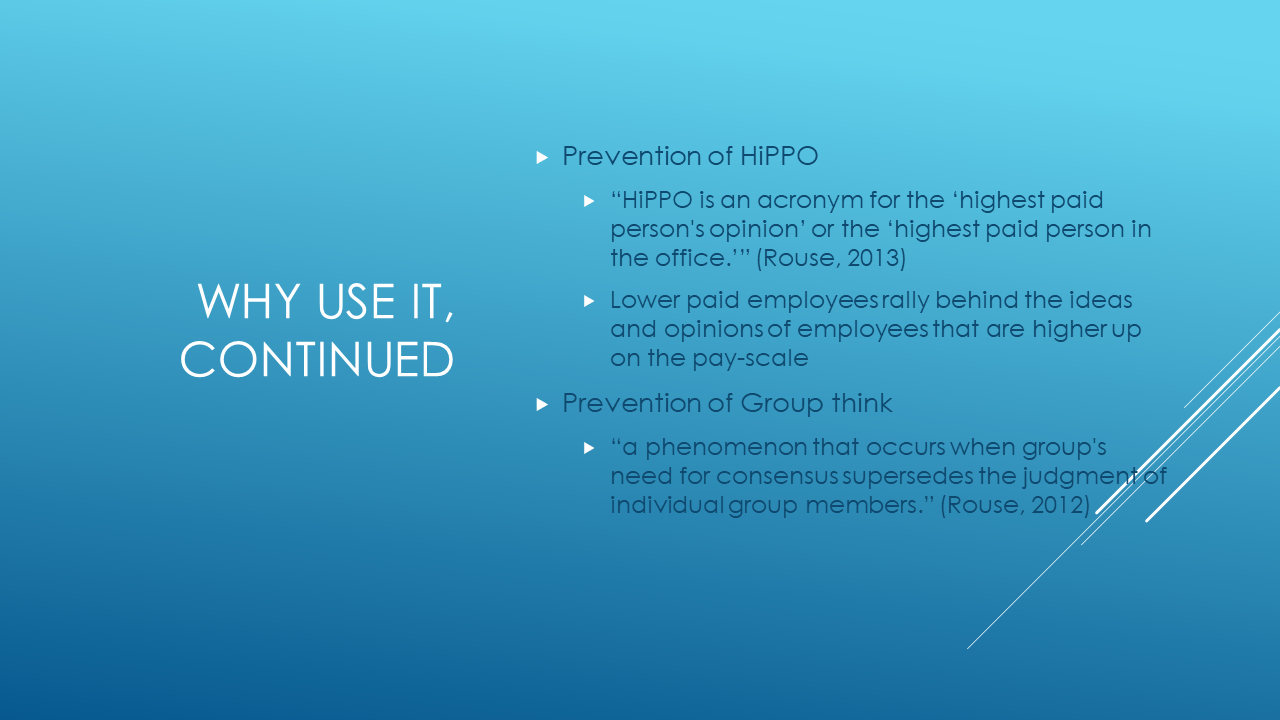 WHY USE IT,
CONTINUED
Prevention of HiPPO
“HiPPO is an acronym for the ‘highest paid
person's opinion’ or the ‘highest paid person in
the office.’” (Rouse, 2013)
Lower paid employees rally behind the ideas
and opinions of employees that are higher up
on the pay-scale
Prevention of Group think
“a phenomenon that occurs when group's
need for consensus supersedes the judgment of
individual group members.” (Rouse, 2012)